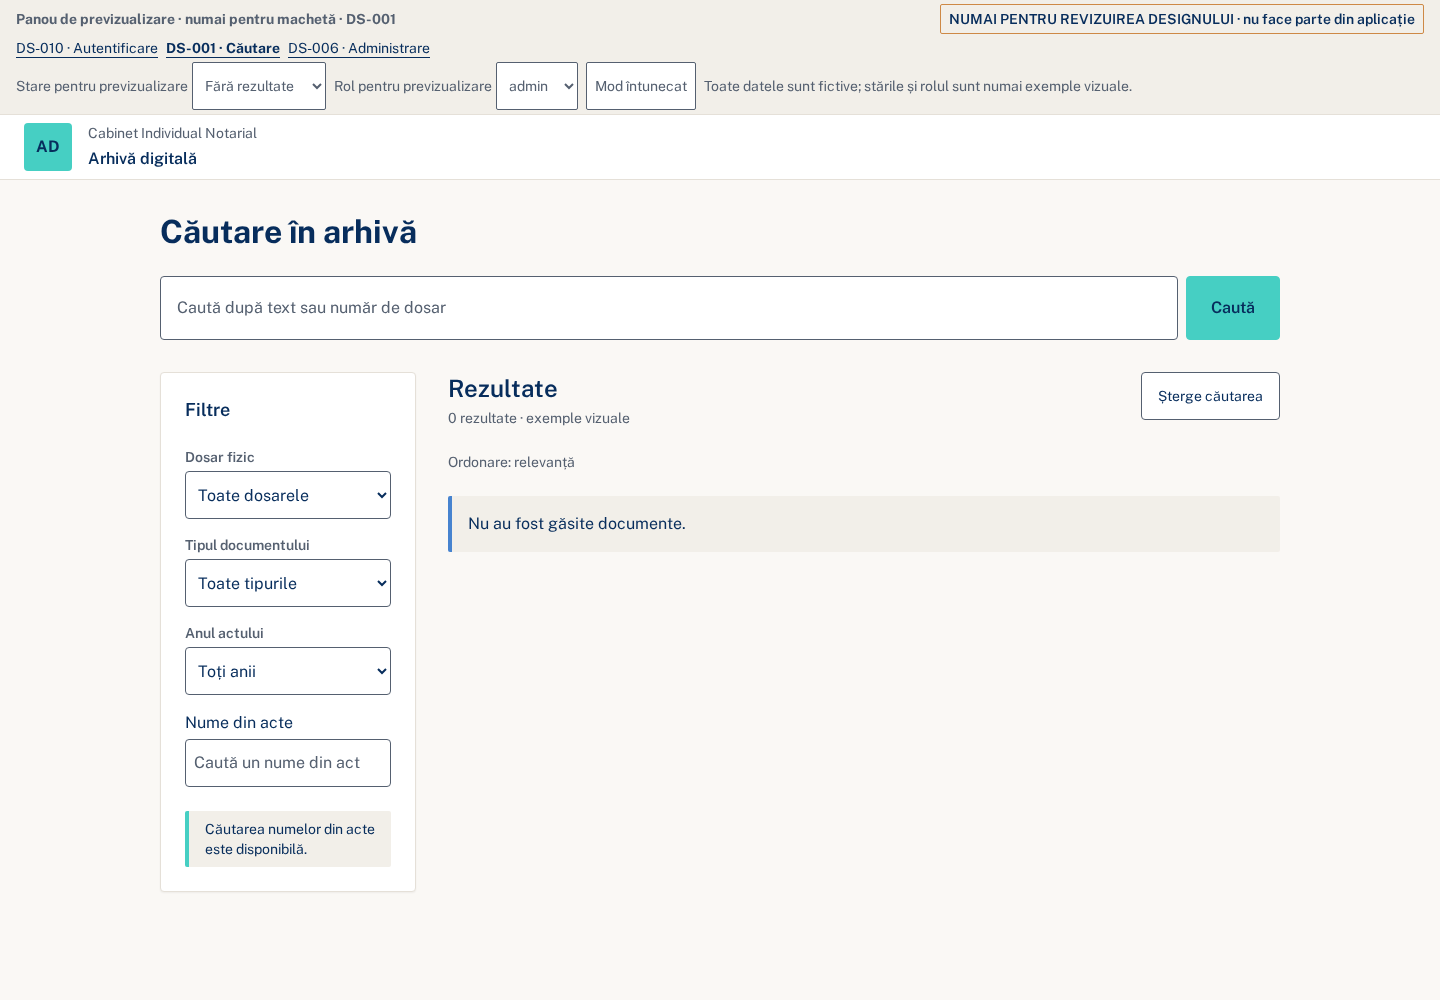 Panou de previzualizare · numai pentru machetă · DS-001
NUMAI PENTRU REVIZUIREA DESIGNULUI · nu face parte din aplicație
DS-010 · Autentificare DS-001 · Căutare DS-006 · Administrare
Stare pentru previzualizare Fără rezultate Rol pentru previzualizare admin Mod întunecat Toate datele sunt fictive; stările și rolul sunt numai exemple vizuale.
AD
Cabinet Individual Notarial
Arhivă digitală
Căutare în arhivă
Caută după text sau număr de dosar
Caută
Filtre
Dosar fizic
Toate dosarele
Tipul documentului
Toate tipurile
Anul actului
Toți anii
Nume din acte
Caută un nume din act
Căutarea numelor din acte
este disponibilă.
Rezultate
0 rezultate · exemple vizuale
Șterge căutarea
Ordonare: relevanță
Nu au fost găsite documente.